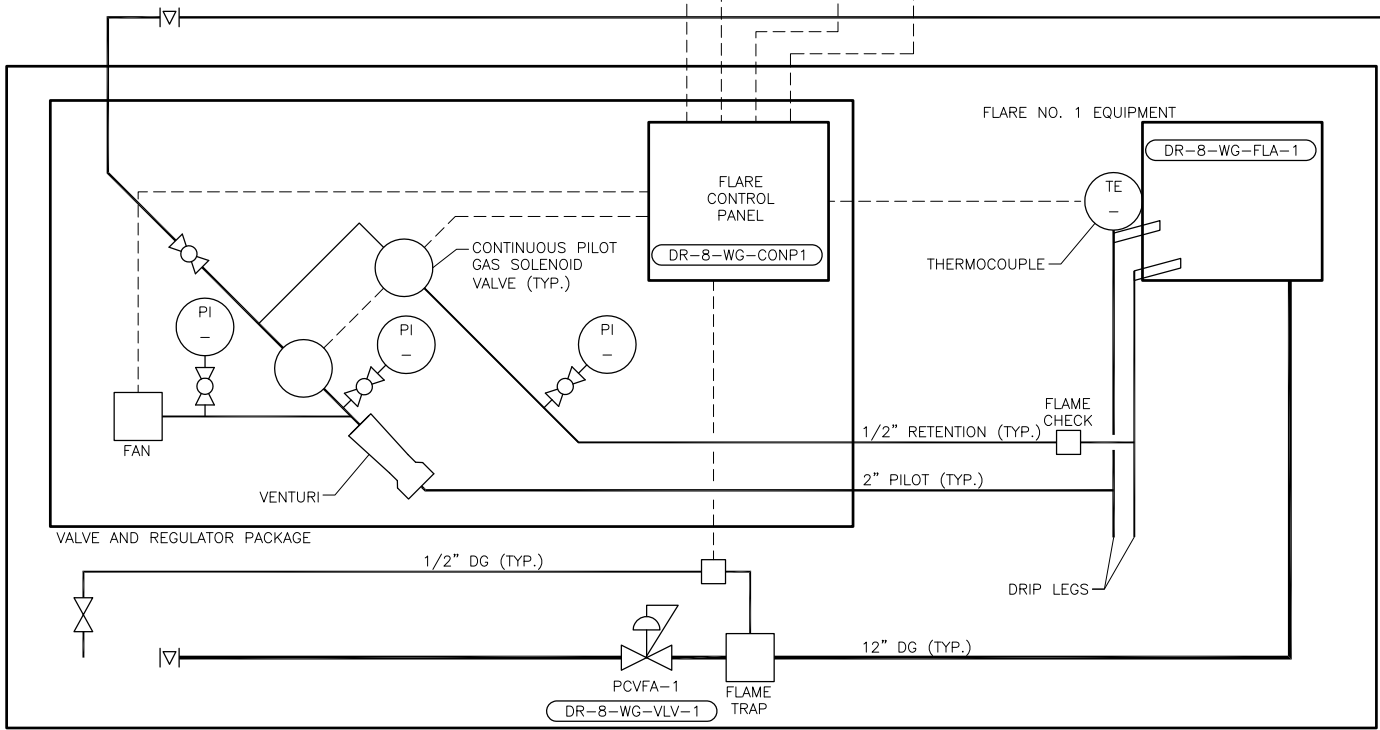 FLARE NO. 1 EQUIPMENT
DR-8-WG-FLA-1
FLARE
CONTROL
PANEL
DR-8-WG-CONP1
TE
-
THERMOCOUPLE
CONTINUOUS PILOT
GAS SOLENOID
VALVE (TYP.)
PI
-
PI
-
PI
-
FAN
VENTURI
FLAME
CHECK
1/2" RETENTION (TYP.)
2" PILOT (TYP.)
VALVE AND REGULATOR PACKAGE
1/2" DG (TYP.)
DRIP LEGS
12" DG (TYP.)
PCVFA-1
DR-8-WG-VLV-1
FLAME
TRAP